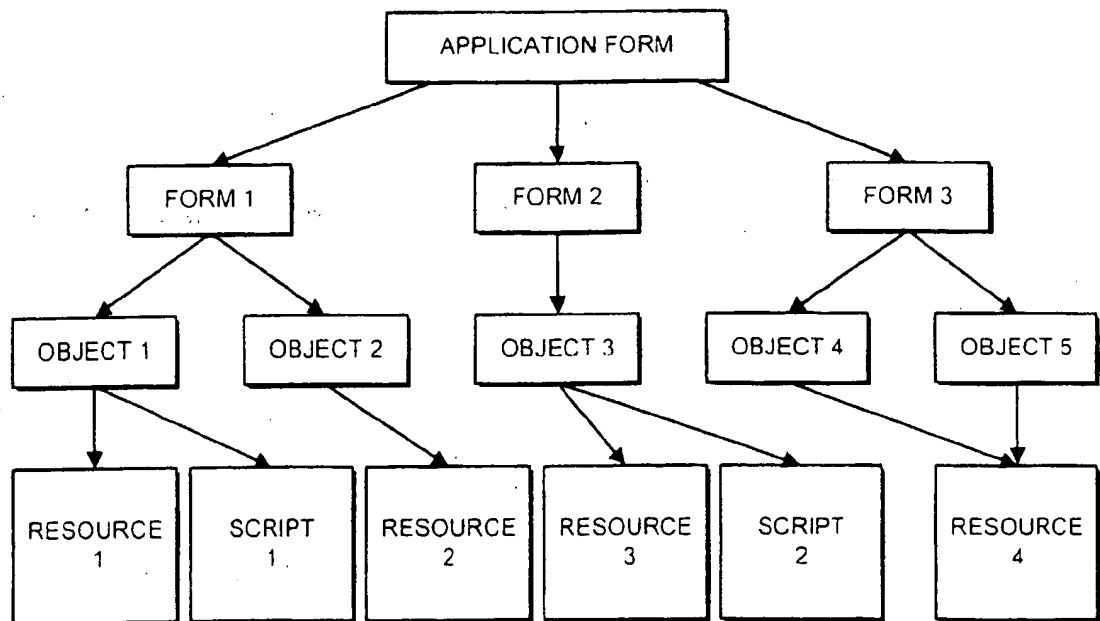 APPLICATION FORM
FORM 1
FORM 2
FORM 3
OBJECT 1
OBJECT 2
OBJECT 3
OBJECT 4
OBJECT 5
RESOURCE
1
SCRIPT
1
RESOURCE
2
RESOURCE
3
SCRIPT
2
RESOURCE
4